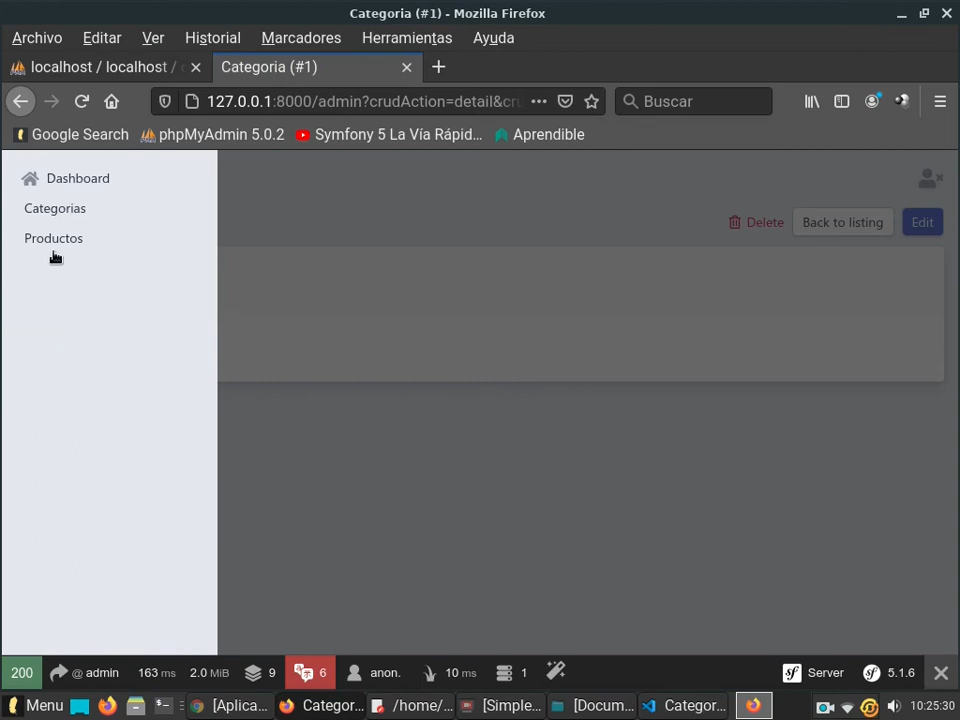 Categoria (#1) - Mozilla Firefox
Archivo Editar Ver Historial Marcadores Herramientas Ayuda
localhost / localhost /
Categoria (#1)
127.0.0.1:8000/admin?crudAction=detail&cru
Buscar
Google Search phpMyAdmin 5.0.2 Symfony 5 La Vía Rápid... Aprendible
Dashboard
Categorias
Productos
Delete Back to listing Edit
200 @ admin 163 ms 2.0 MiB 9 6 anon. 10 ms 1 Server 5.1.6
Menu [Aplica... Categor... /home/... [Simple... [Docum... Categor... 10:25:30